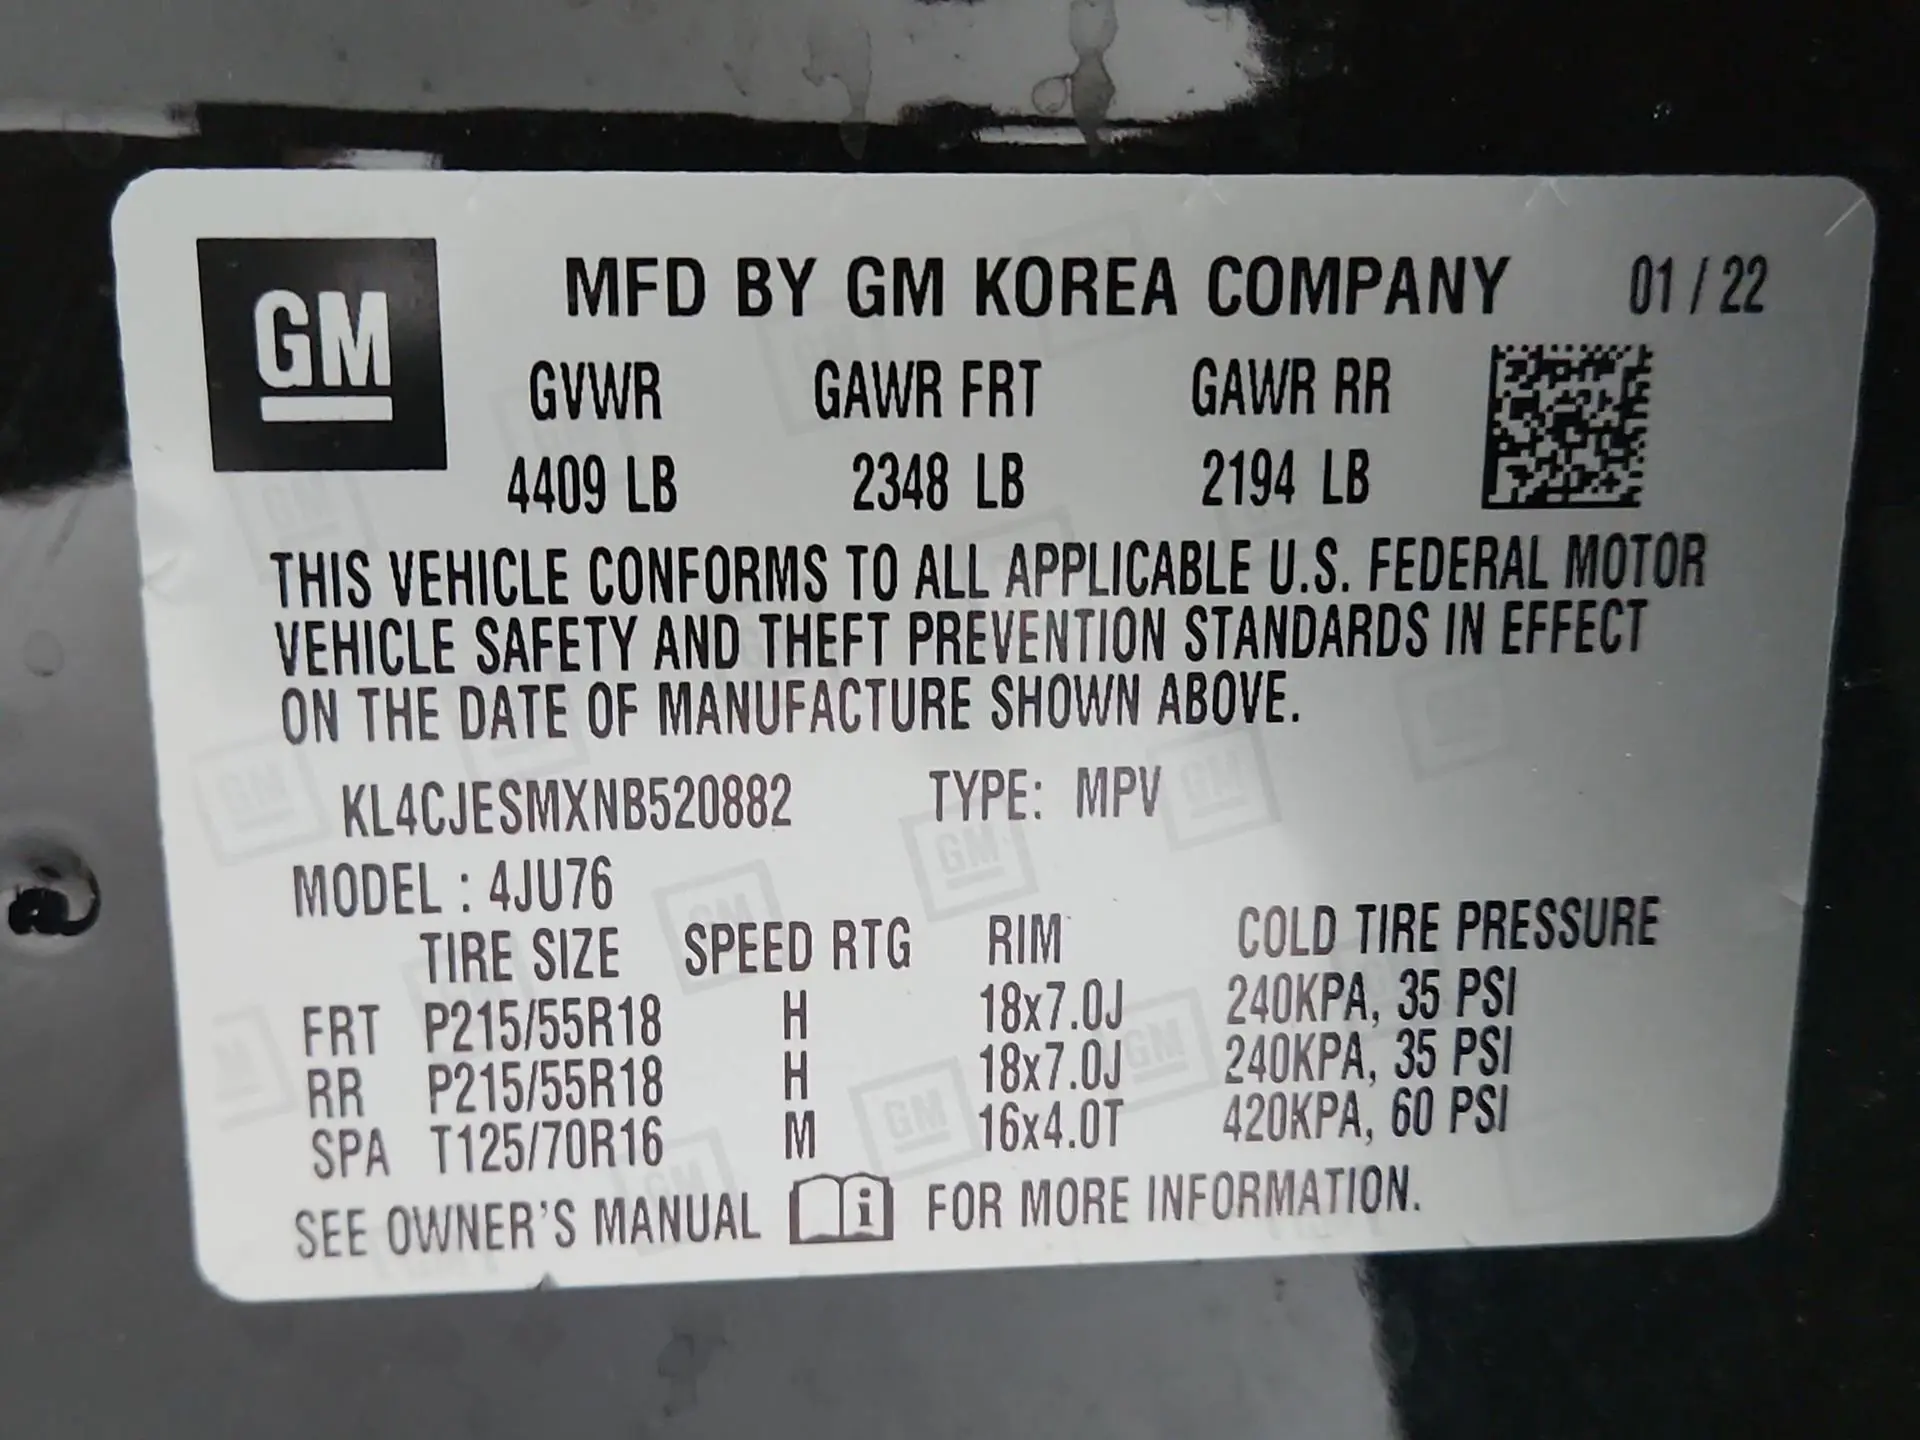 GM
MFD BY GM KOREA COMPANY 01 / 22
GVWR GAWR FRT GAWR RR
4409 LB 2348 LB 2194 LB
THIS VEHICLE CONFORMS TO ALL APPLICABLE U.S. FEDERAL MOTOR
VEHICLE SAFETY AND THEFT PREVENTION STANDARDS IN EFFECT
ON THE DATE OF MANUFACTURE SHOWN ABOVE.
KL4CJESMXNB520882 TYPE: MPV
MODEL : 4JU76
TIRE SIZE SPEED RTG RIM COLD TIRE PRESSURE
FRT P215/55R18 H 18x7.0J 240KPA, 35 PSI
RR P215/55R18 H 18x7.0J 240KPA, 35 PSI
SPA T125/70R16 M 16x4.0T 420KPA, 60 PSI
SEE OWNER'S MANUAL i FOR MORE INFORMATION.